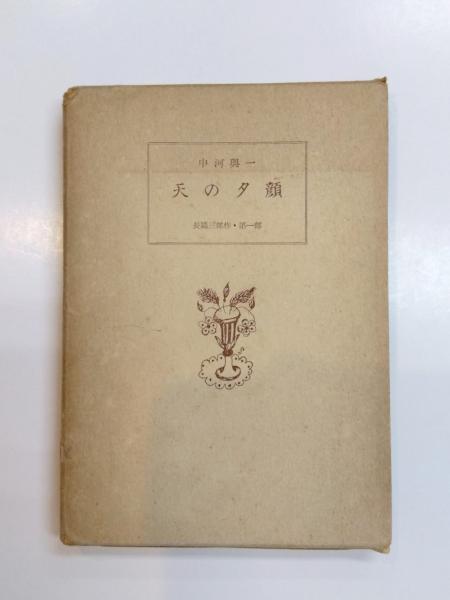 中河與一
天の夕顔
長篇三部作・第一部